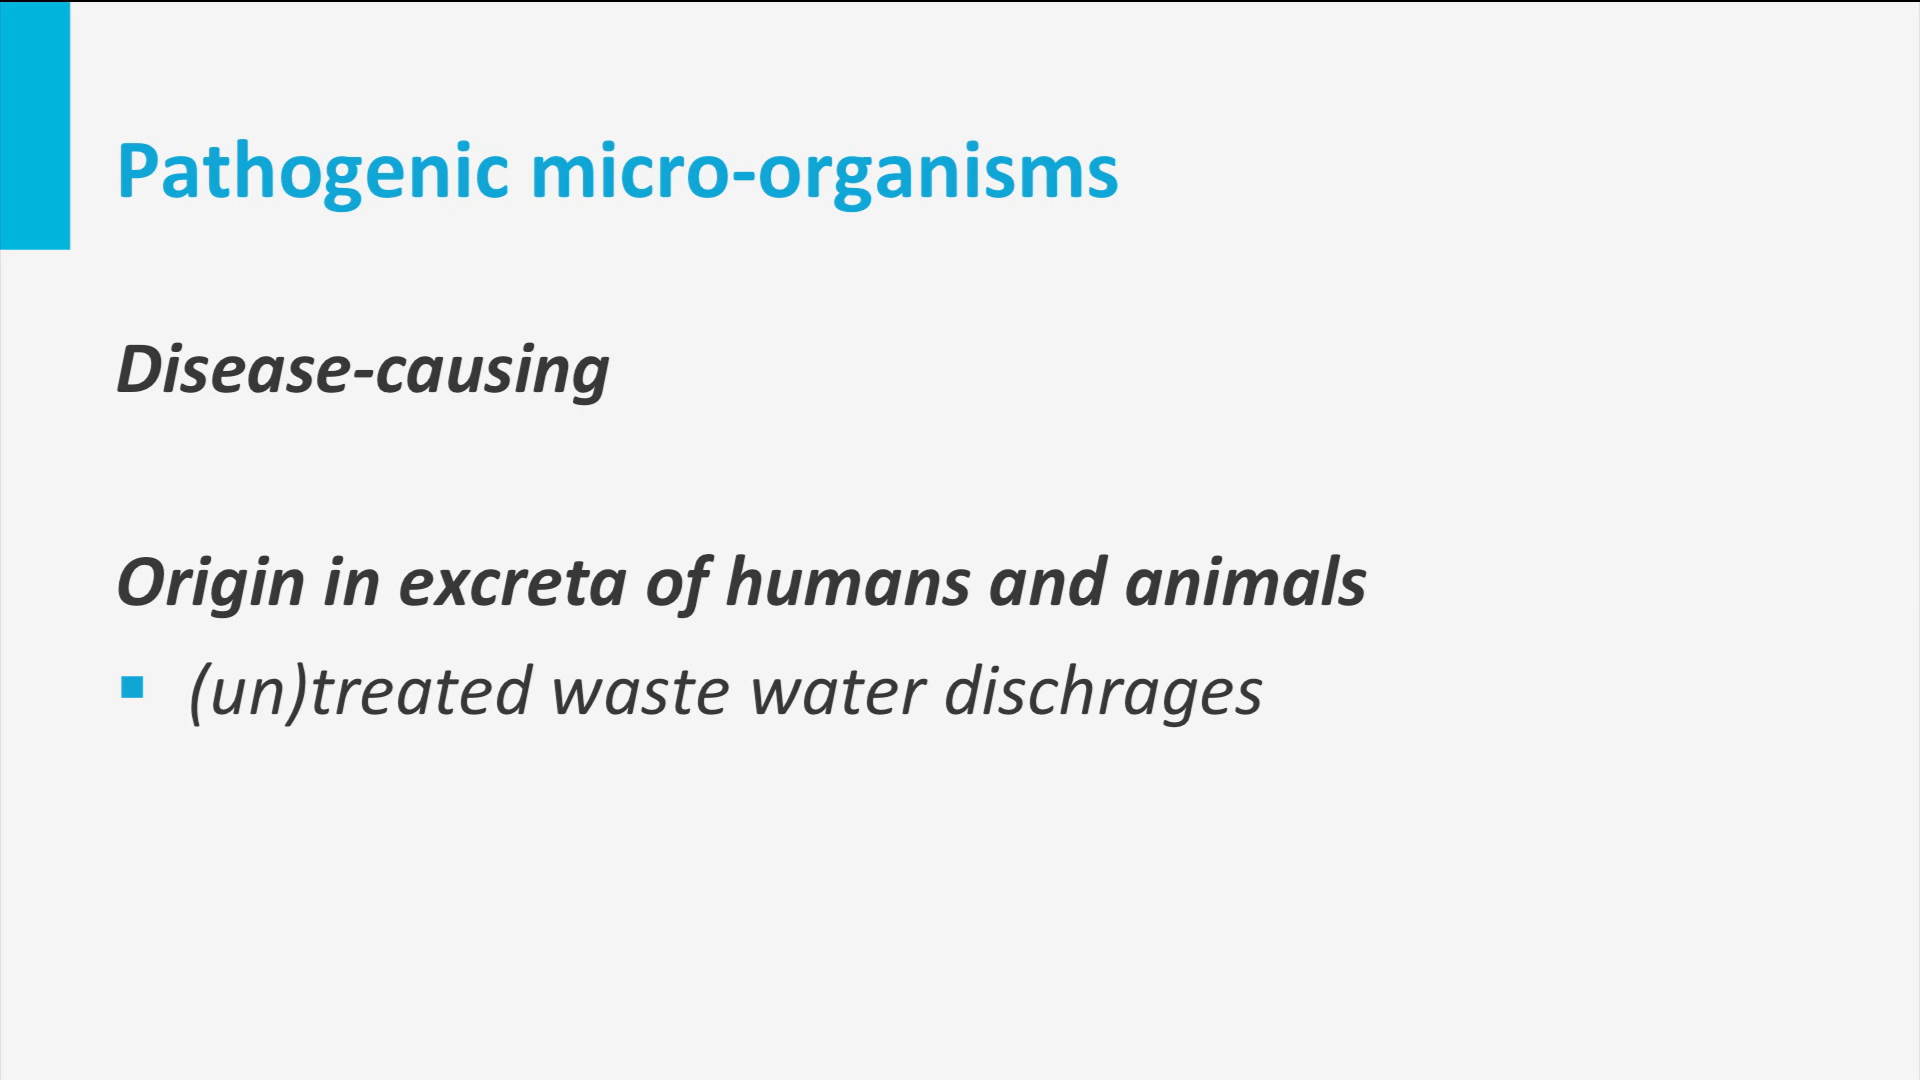 Pathogenic micro-organisms
Disease-causing
Origin in excreta of humans and animals
▪ (un)treated waste water dischrages